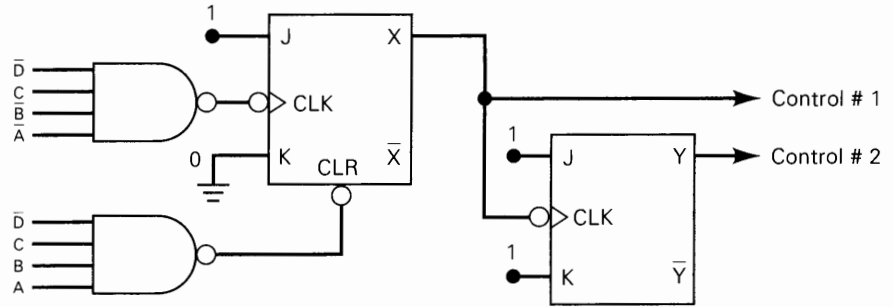 1
J X
D̅
C
B̅
A̅
CLK
Control # 1
0
K X̅
CLR
1
J Y
Control # 2
D̅
C
B
A
CLK
1
K Y̅